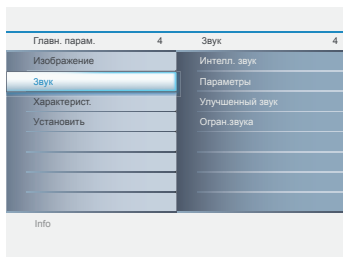 Главн. парам. 4 Звук 4
Изображение Интелл. звук
Звук Параметры
Характерист. Улучшенный звук
Установить Огран.звука
Info